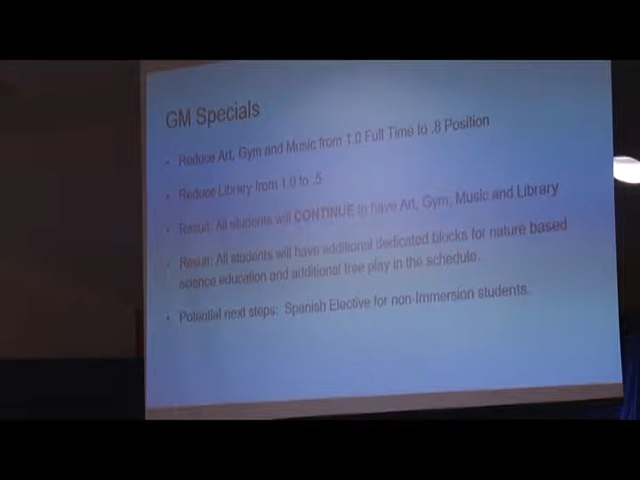 GM Specials
• Reduce Art, Gym and Music from 1.0 Full Time to .8 Position
• Reduce Library from 1.0 to .5
• Result: All students will CONTINUE to have Art, Gym, Music and Library
• Result: All students will have additional dedicated blocks for nature based
science education and additional free play in the schedule.
• Potential next steps: Spanish Elective for non-Immersion students.